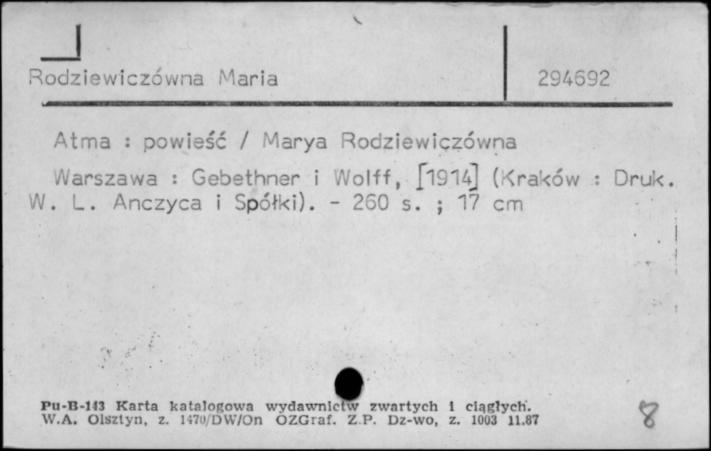 Rodziewiczówna Maria 294692
Atma : powieść / Marya Rodziewiczówna
Warszawa : Gebethner i Wolff, [1914] (Kraków : Druk.
W. L. Anczyca i Spółki). - 260 s. ; 17 cm
Pu-B-143 Karta katalogowa wydawnictw zwartych i ciągłych.
W.A. Olsztyn, z. 1470/DW/On OZGraf. Z.P. Dz-wo, z. 1003 11.87
8